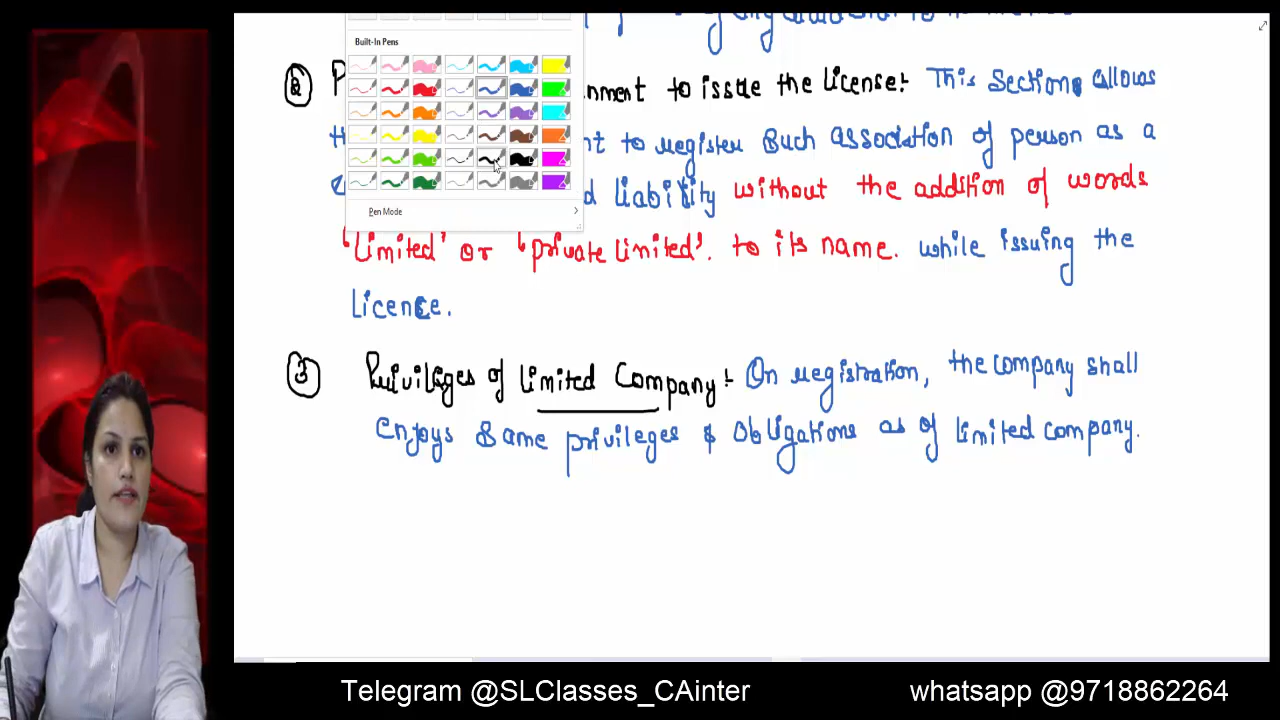 Built-In Pens
② P nment to issue the license:- This Section allows
nt to register such association of person as a
d liability without the addition of words
'limited' or 'private limited'. to its name. while issuing the
licence.
③ Privileges of limited Company:- On registration, the company shall
enjoys same privileges & obligations as of limited company.
Pen Mode
Telegram @SLClasses_CAinter whatsapp @9718862264